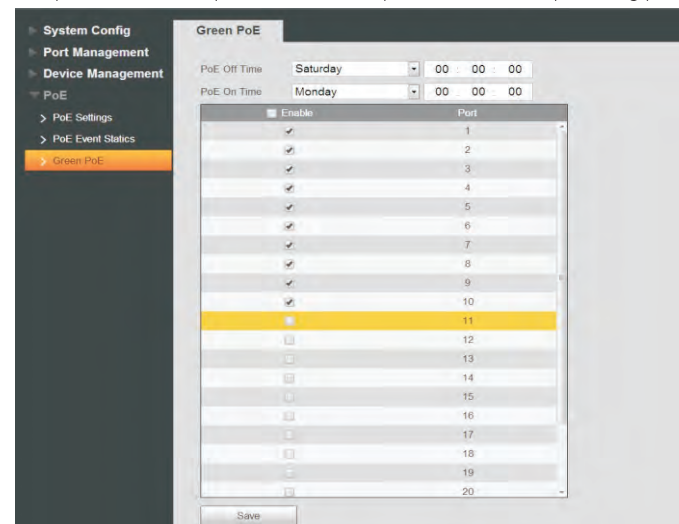 System Config
Port Management
Device Management
PoE
PoE Settings
PoE Event Statics
Green PoE
Green PoE
PoE Off Time Saturday 00 : 00 : 00
PoE On Time Monday 00 : 00 : 00
Enable Port
1
2
3
4
5
6
7
8
9
10
11
12
13
14
15
16
17
18
19
20
Save